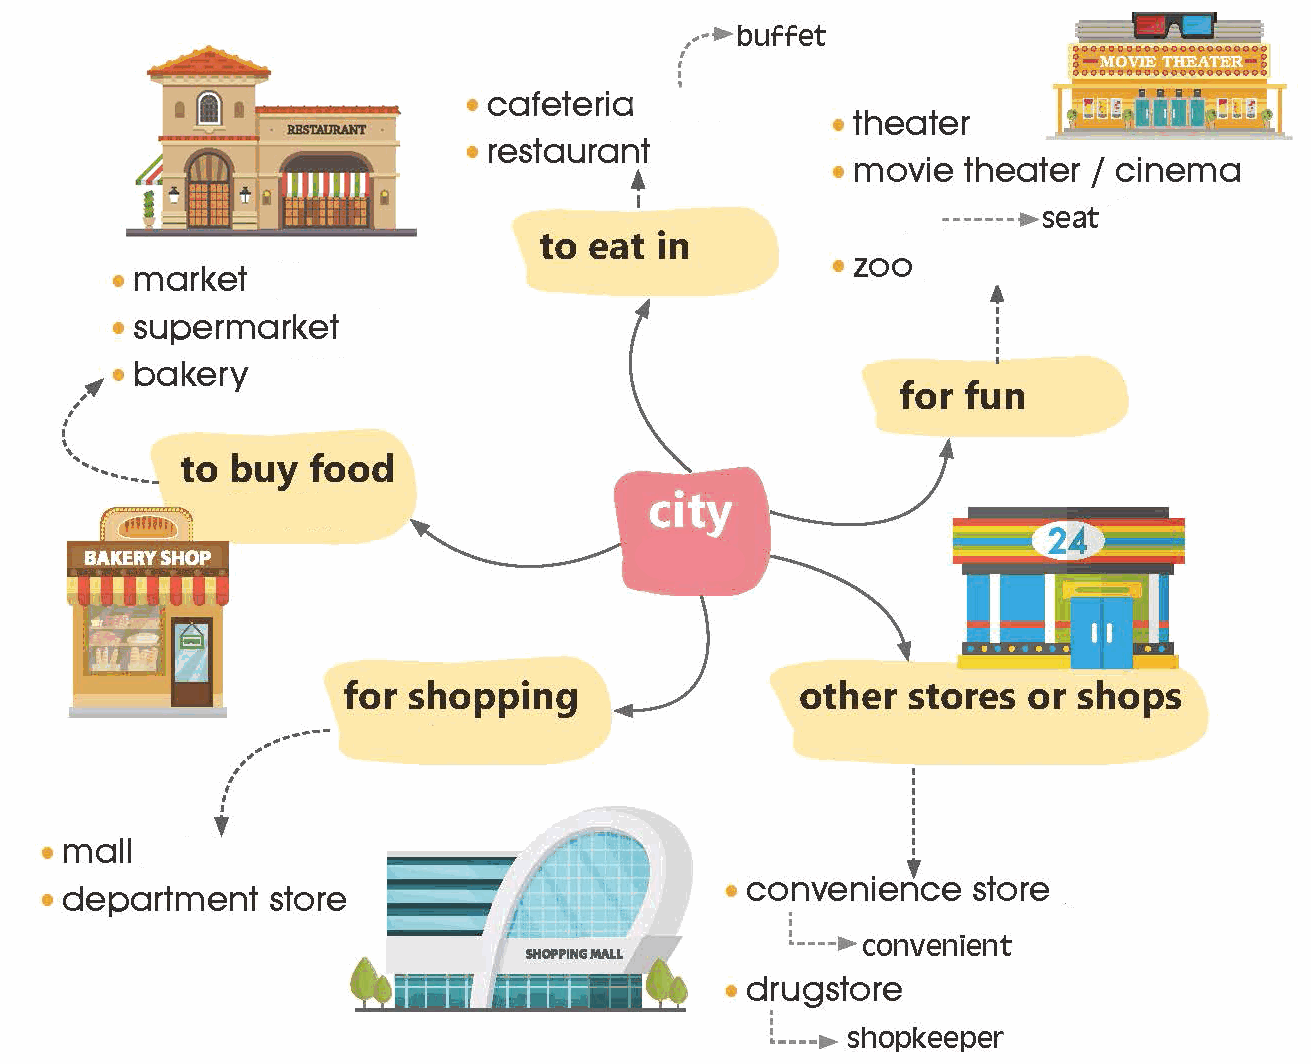 buffet
cafeteria
restaurant
to eat in
RESTAURANT
MOVIE THEATER
theater
movie theater / cinema
seat
zoo
for fun
market
supermarket
bakery
to buy food
BAKERY SHOP
OPEN
city
24
for shopping
other stores or shops
mall
department store
SHOPPING MALL
convenience store
convenient
drugstore
shopkeeper